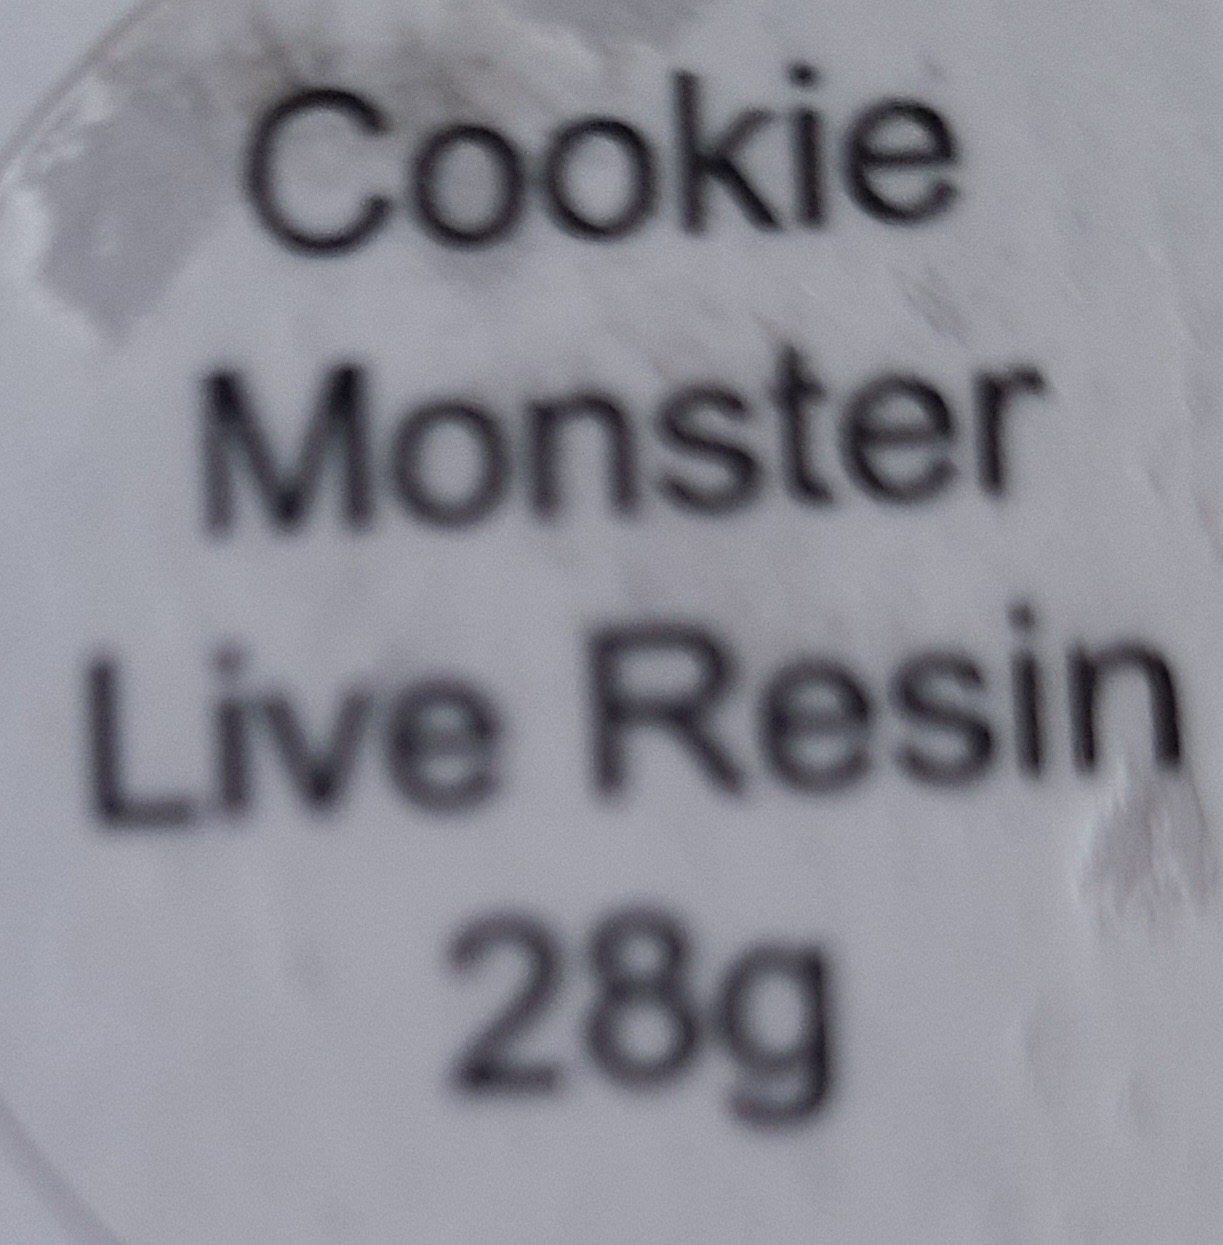 Cookie
Monster
Live Resin
28g